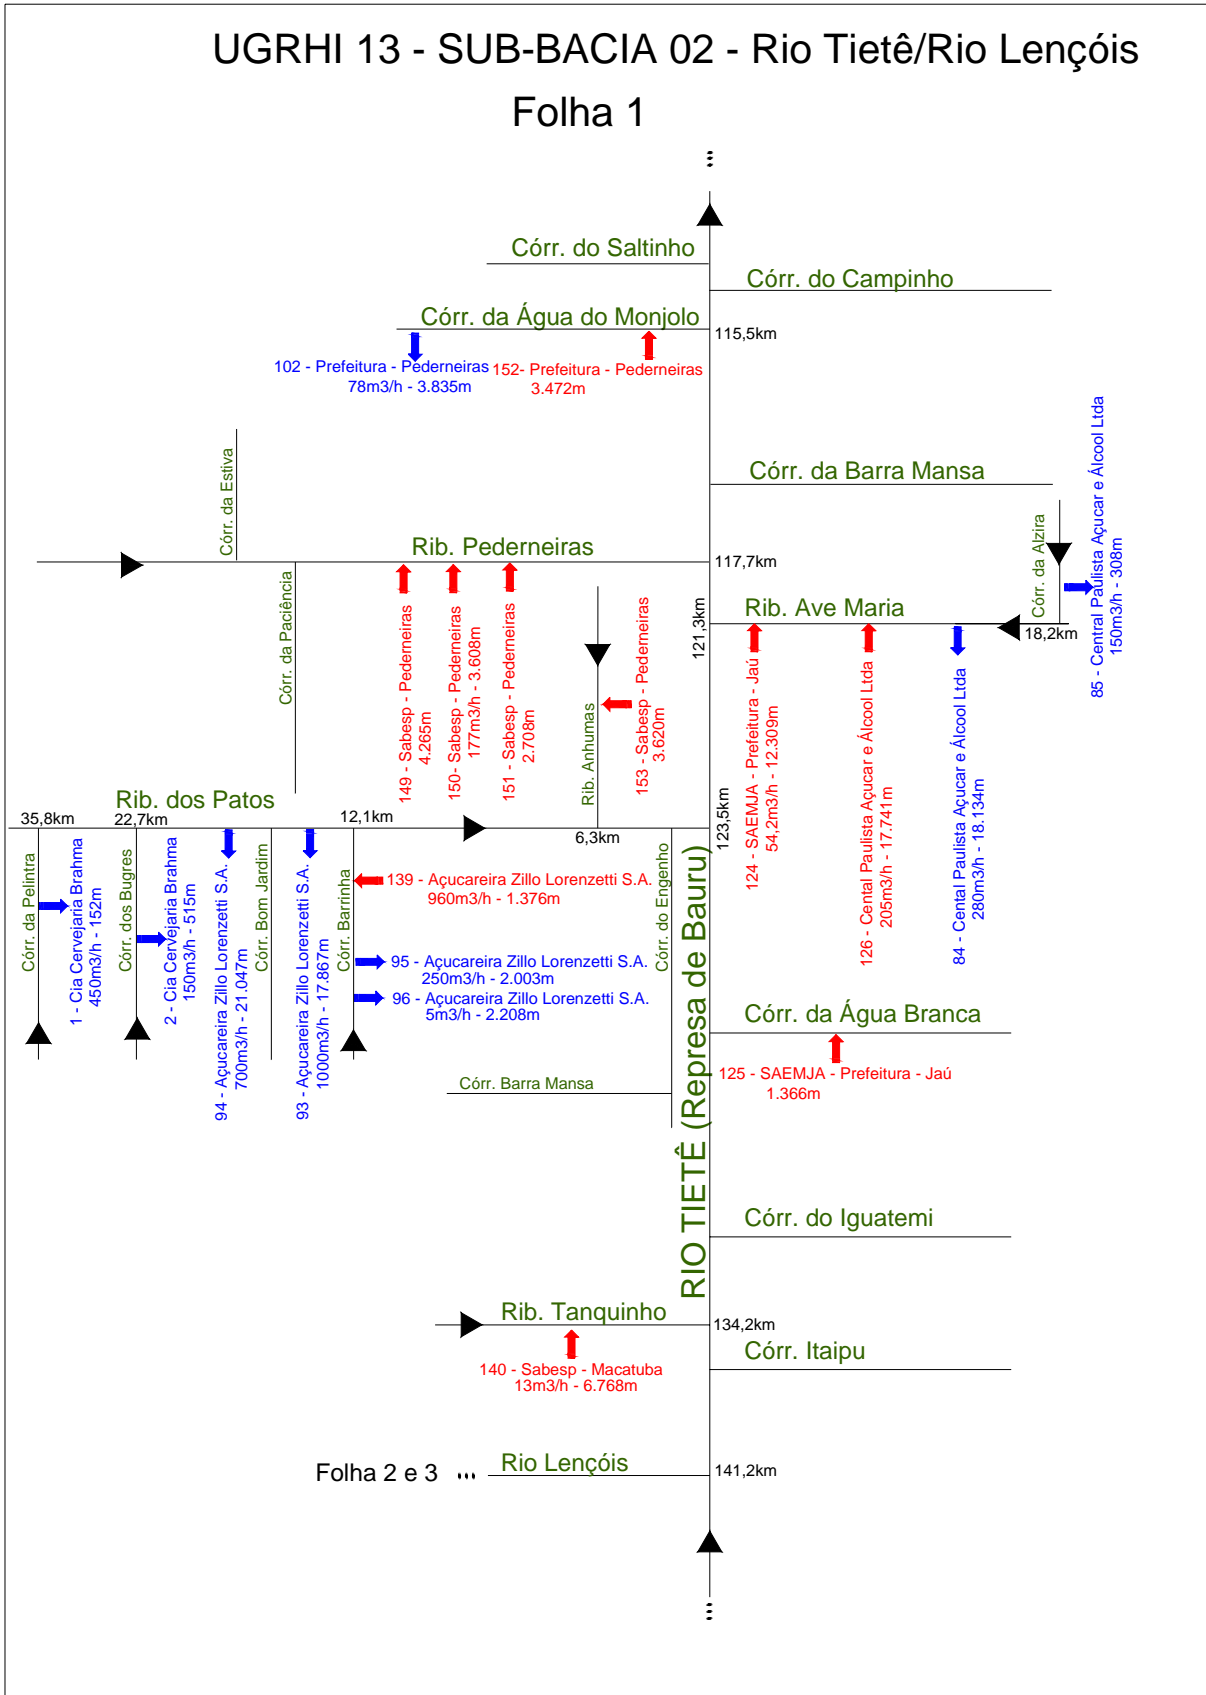 UGRHI 13 - SUB-BACIA 02 - Rio Tietê/Rio Lençóis
Folha 1
Córr. do Saltinho
Córr. do Campinho
Córr. da Água do Monjolo
115,5km
102 - Prefeitura - Pederneiras
78m3/h - 3.835m
152- Prefeitura - Pederneiras
3.472m
Córr. da Estiva
Córr. da Barra Mansa
Córr. da Alzira
85 - Central Paulista Açucar e Álcool Ltda
150m3/h - 308m
Rib. Pederneiras
117,7km
Córr. da Paciência
149 - Sabesp - Pederneiras
4.265m
150- Sabesp - Pederneiras
177m3/h - 3.608m
151 - Sabesp - Pederneiras
2.708m
Rib. Anhumas
153 - Sabesp - Pederneiras
3.620m
121,3km
Rib. Ave Maria
18,2km
124 - SAEMJA - Prefeitura - Jaú
54,2m3/h - 12.309m
126 - Cental Paulista Açucar e Álcool Ltda
205m3/h - 17.741m
84 - Cental Paulista Açucar e Álcool Ltda
280m3/h - 18.134m
Rib. dos Patos
35,8km
22,7km
12,1km
6,3km
123,5km
Córr. da Pelintra
1 - Cia Cervejaria Brahma
450m3/h - 152m
Córr. dos Bugres
2 - Cia Cervejaria Brahma
150m3/h - 515m
94 - Açucareira Zillo Lorenzetti S.A.
700m3/h - 21.047m
Córr. Bom Jardim
93 - Açucareira Zillo Lorenzetti S.A.
1000m3/h - 17.867m
Córr. Barrinha
139 - Açucareira Zillo Lorenzetti S.A.
960m3/h - 1.376m
95 - Açucareira Zillo Lorenzetti S.A.
250m3/h - 2.003m
96 - Açucareira Zillo Lorenzetti S.A.
5m3/h - 2.208m
Córr. do Engenho
Córr. Barra Mansa
RIO TIETÊ (Represa de Bauru)
Córr. da Água Branca
125 - SAEMJA - Prefeitura - Jaú
1.366m
Córr. do Iguatemi
Rib. Tanquinho
134,2km
140 - Sabesp - Macatuba
13m3/h - 6.768m
Córr. Itaipu
Folha 2 e 3 ...
Rio Lençóis
141,2km